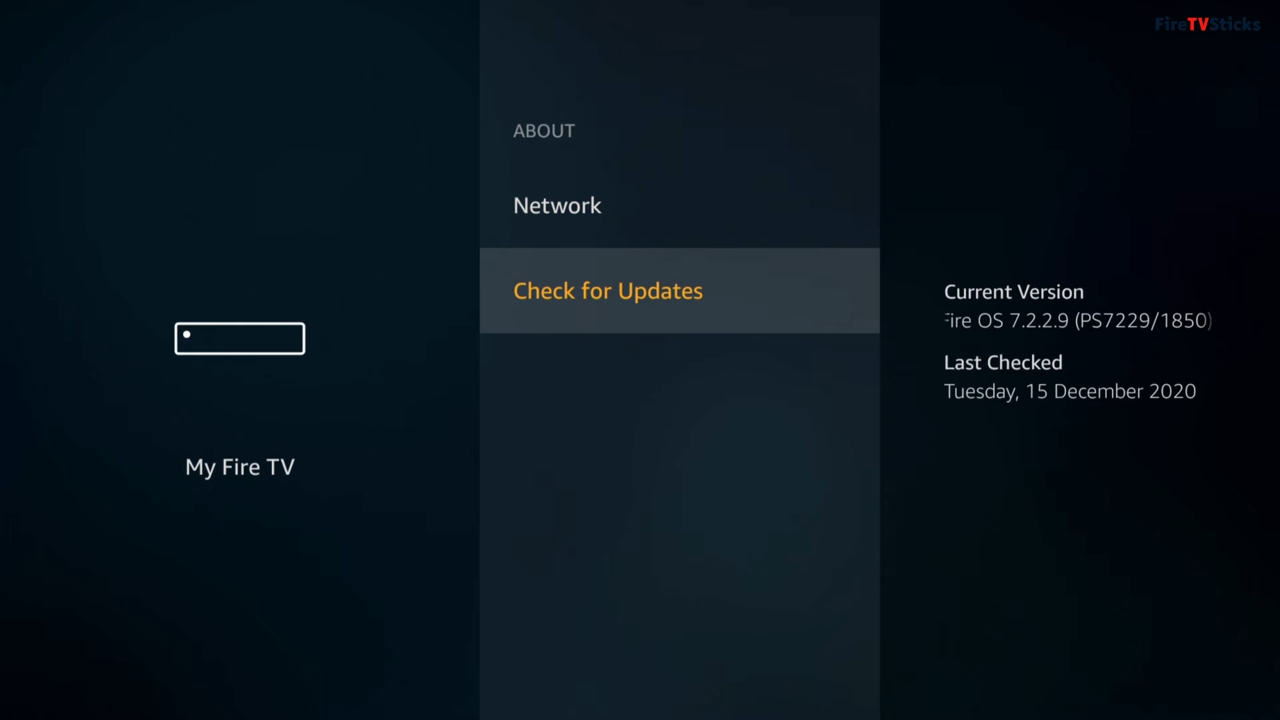 FireTVSticks
ABOUT
Network
Check for Updates
Current Version
Fire OS 7.2.2.9 (PS7229/1850)
Last Checked
Tuesday, 15 December 2020
My Fire TV